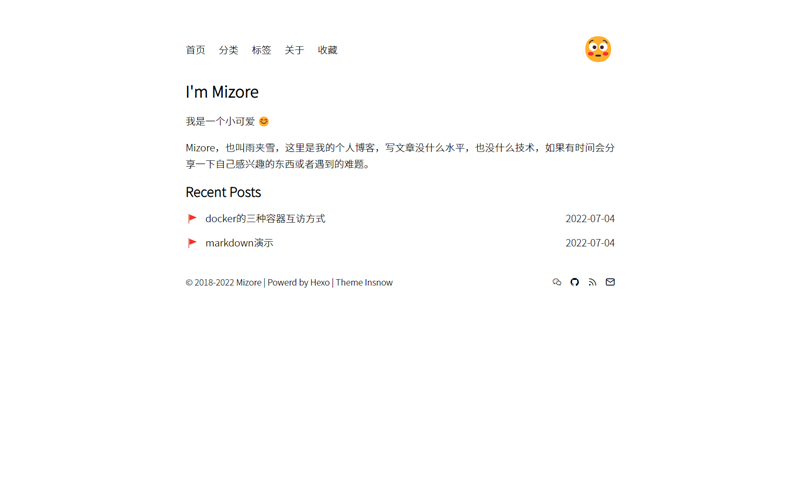 首页 分类 标签 关于 收藏
I'm Mizore
我是一个小可爱 😊
Mizore，也叫雨夹雪，这里是我的个人博客，写文章没什么水平，也没什么技术，如果有时间会分
享一下自己感兴趣的东西或者遇到的难题。
Recent Posts
🚩 docker的三种容器互访方式 2022-07-04
🚩 markdown演示 2022-07-04
© 2018-2022 Mizore | Powerd by Hexo | Theme Insnow